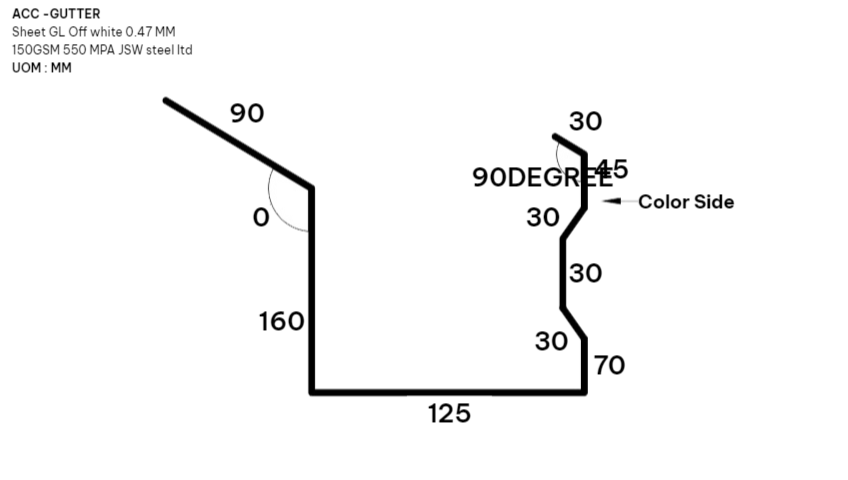 ACC -GUTTER
Sheet GL Off white 0.47 MM
150GSM 550 MPA JSW steel ltd
UOM : MM
90
30
45
90DEGREE
Color Side
0
30
30
160
30
70
125